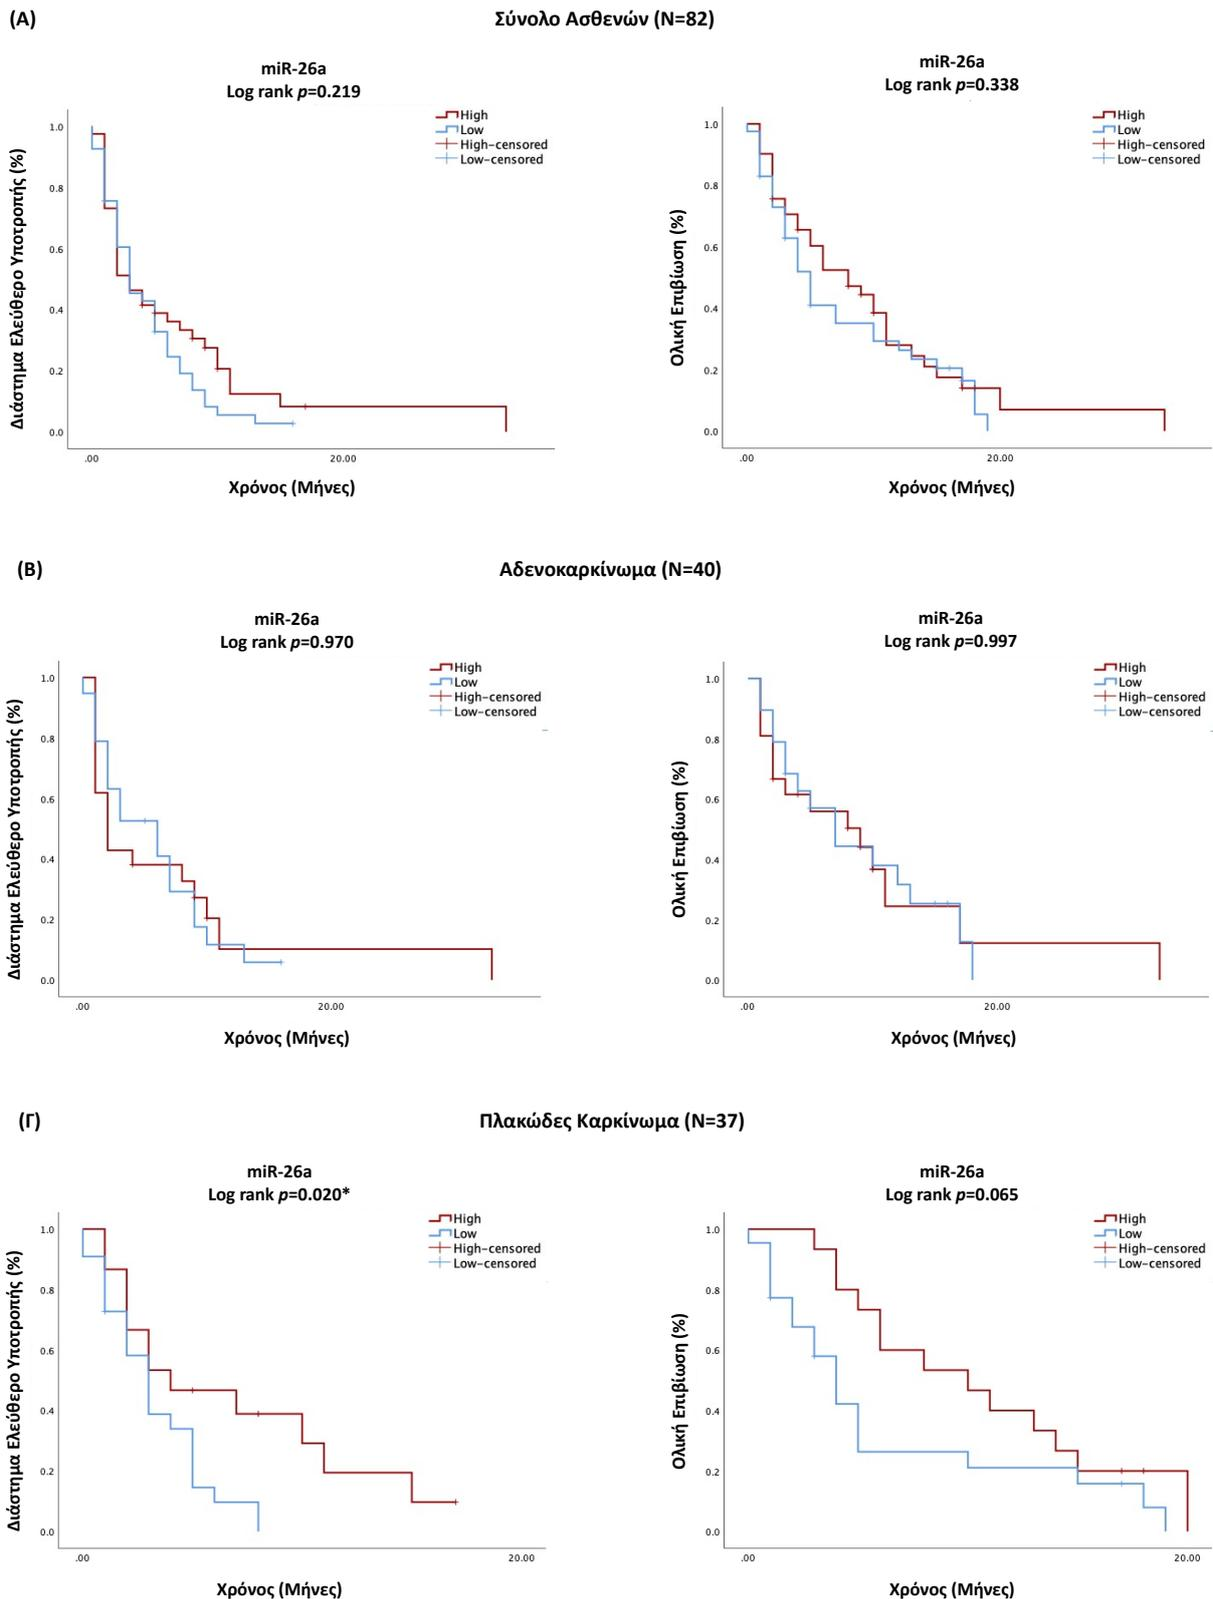 (A)
Σύνολο Ασθενών (N=82)
miR-26a
Log rank p=0.219
High
Low
High-censored
Low-censored
Διάστημα Ελεύθερο Υποτροπής (%)
1.0
0.8
0.6
0.4
0.2
0.0
.00
20.00
Χρόνος (Μήνες)
miR-26a
Log rank p=0.338
High
Low
High-censored
Low-censored
Ολική Επιβίωση (%)
1.0
0.8
0.6
0.4
0.2
0.0
.00
20.00
Χρόνος (Μήνες)
(B)
Αδενοκαρκίνωμα (N=40)
miR-26a
Log rank p=0.970
High
Low
High-censored
Low-censored
Διάστημα Ελεύθερο Υποτροπής (%)
1.0
0.8
0.6
0.4
0.2
0.0
.00
20.00
Χρόνος (Μήνες)
miR-26a
Log rank p=0.997
High
Low
High-censored
Low-censored
Ολική Επιβίωση (%)
1.0
0.8
0.6
0.4
0.2
0.0
.00
20.00
Χρόνος (Μήνες)
(Γ)
Πλακώδες Καρκίνωμα (N=37)
miR-26a
Log rank p=0.020*
High
Low
High-censored
Low-censored
Διάστημα Ελεύθερο Υποτροπής (%)
1.0
0.8
0.6
0.4
0.2
0.0
.00
20.00
Χρόνος (Μήνες)
miR-26a
Log rank p=0.065
High
Low
High-censored
Low-censored
Ολική Επιβίωση (%)
1.0
0.8
0.6
0.4
0.2
0.0
.00
20.00
Χρόνος (Μήνες)